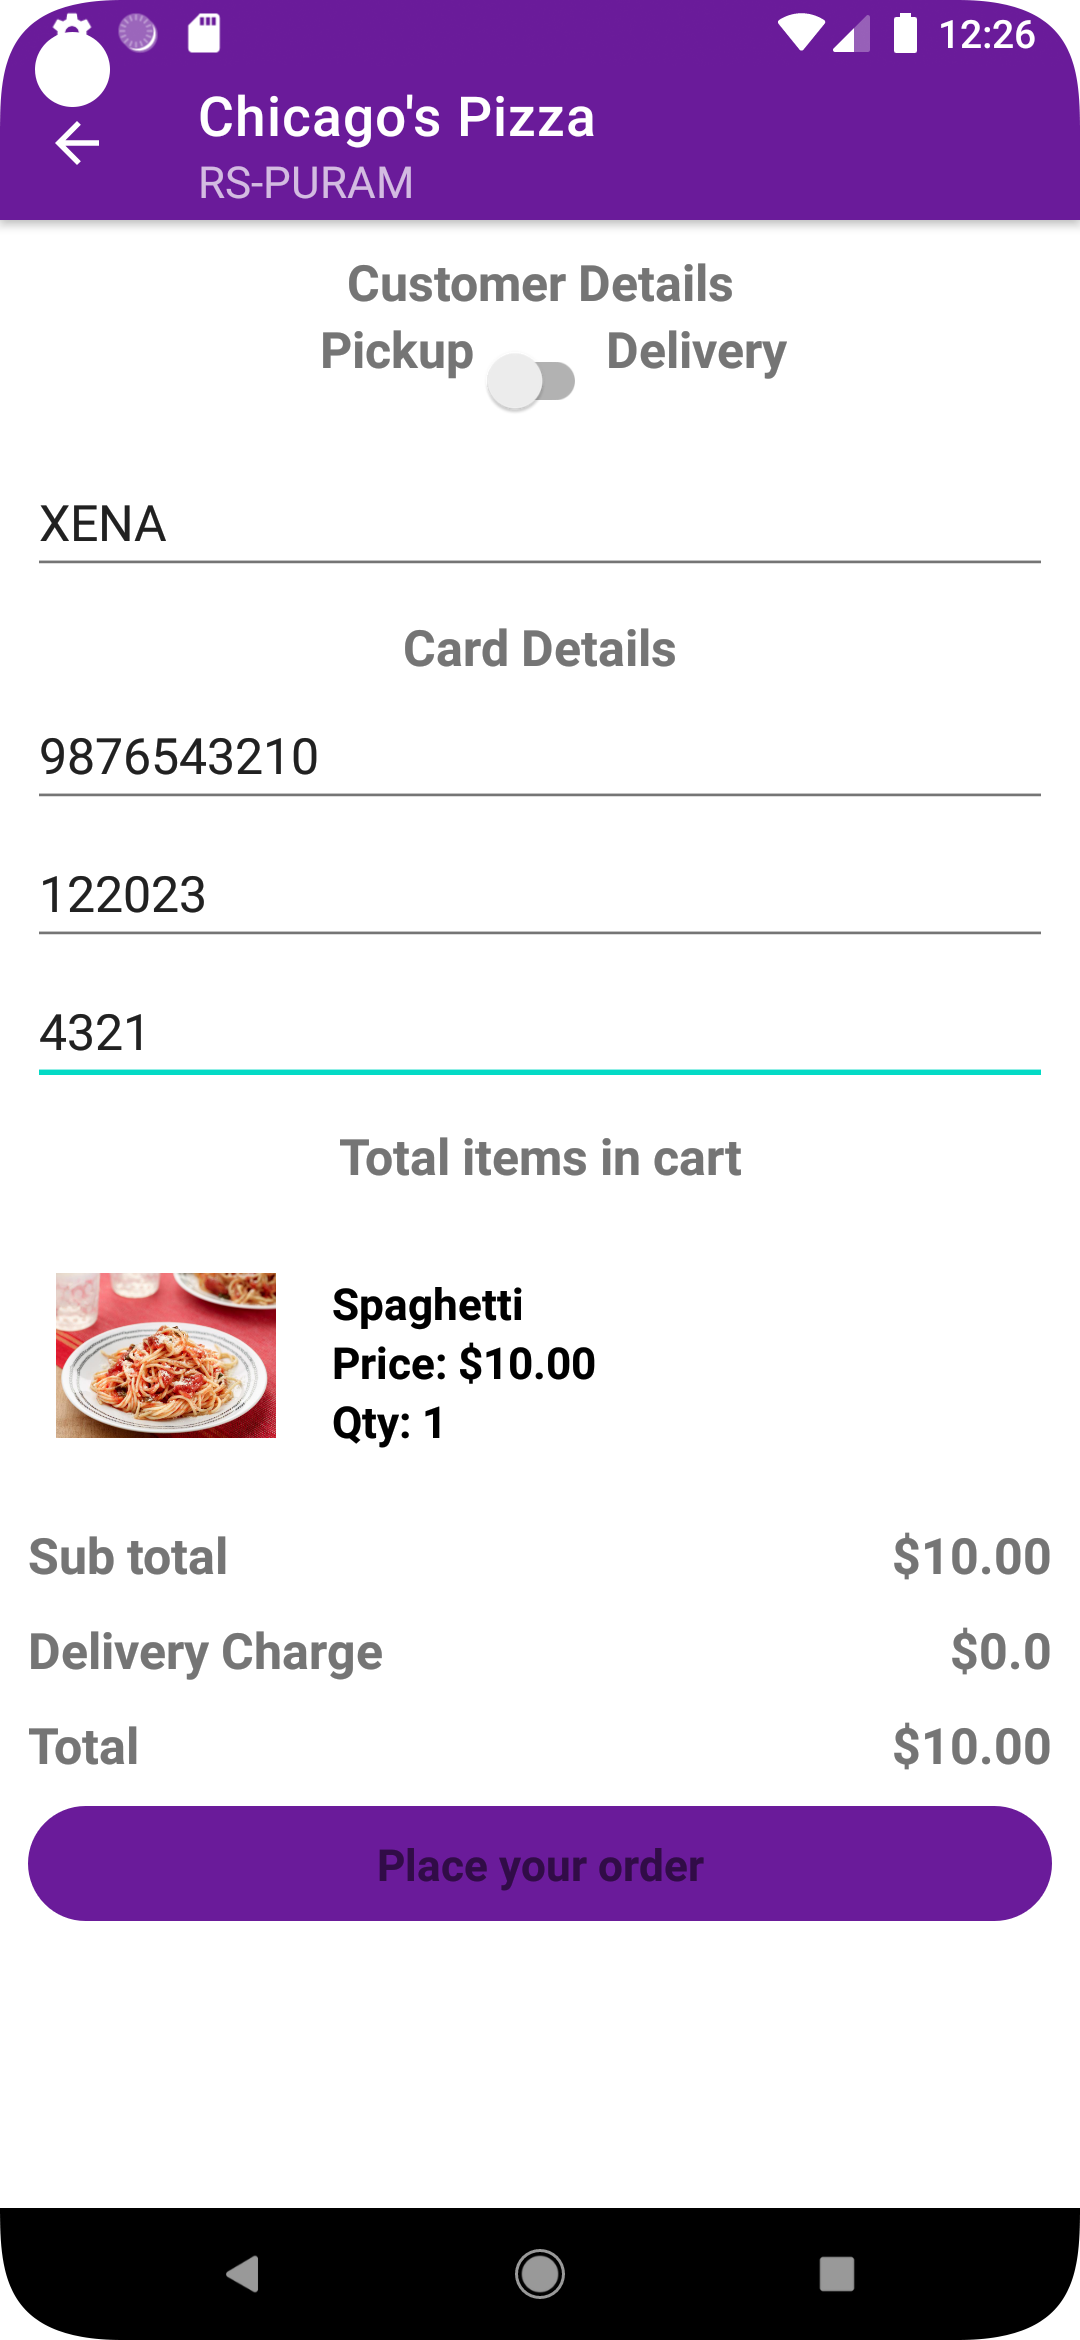 12:26
Chicago's Pizza
RS-PURAM
Customer Details
Pickup Delivery
XENA
Card Details
9876543210
122023
4321
Total items in cart
Spaghetti
Price: $10.00
Qty: 1
Sub total $10.00
Delivery Charge $0.0
Total $10.00
Place your order